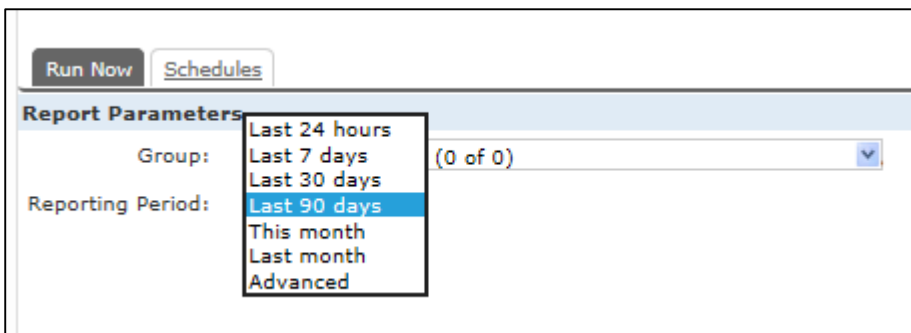 Run Now Schedules
Report Parameters
Last 24 hours
Group: Last 7 days (0 of 0)
Last 30 days
Reporting Period: Last 90 days
This month
Last month
Advanced